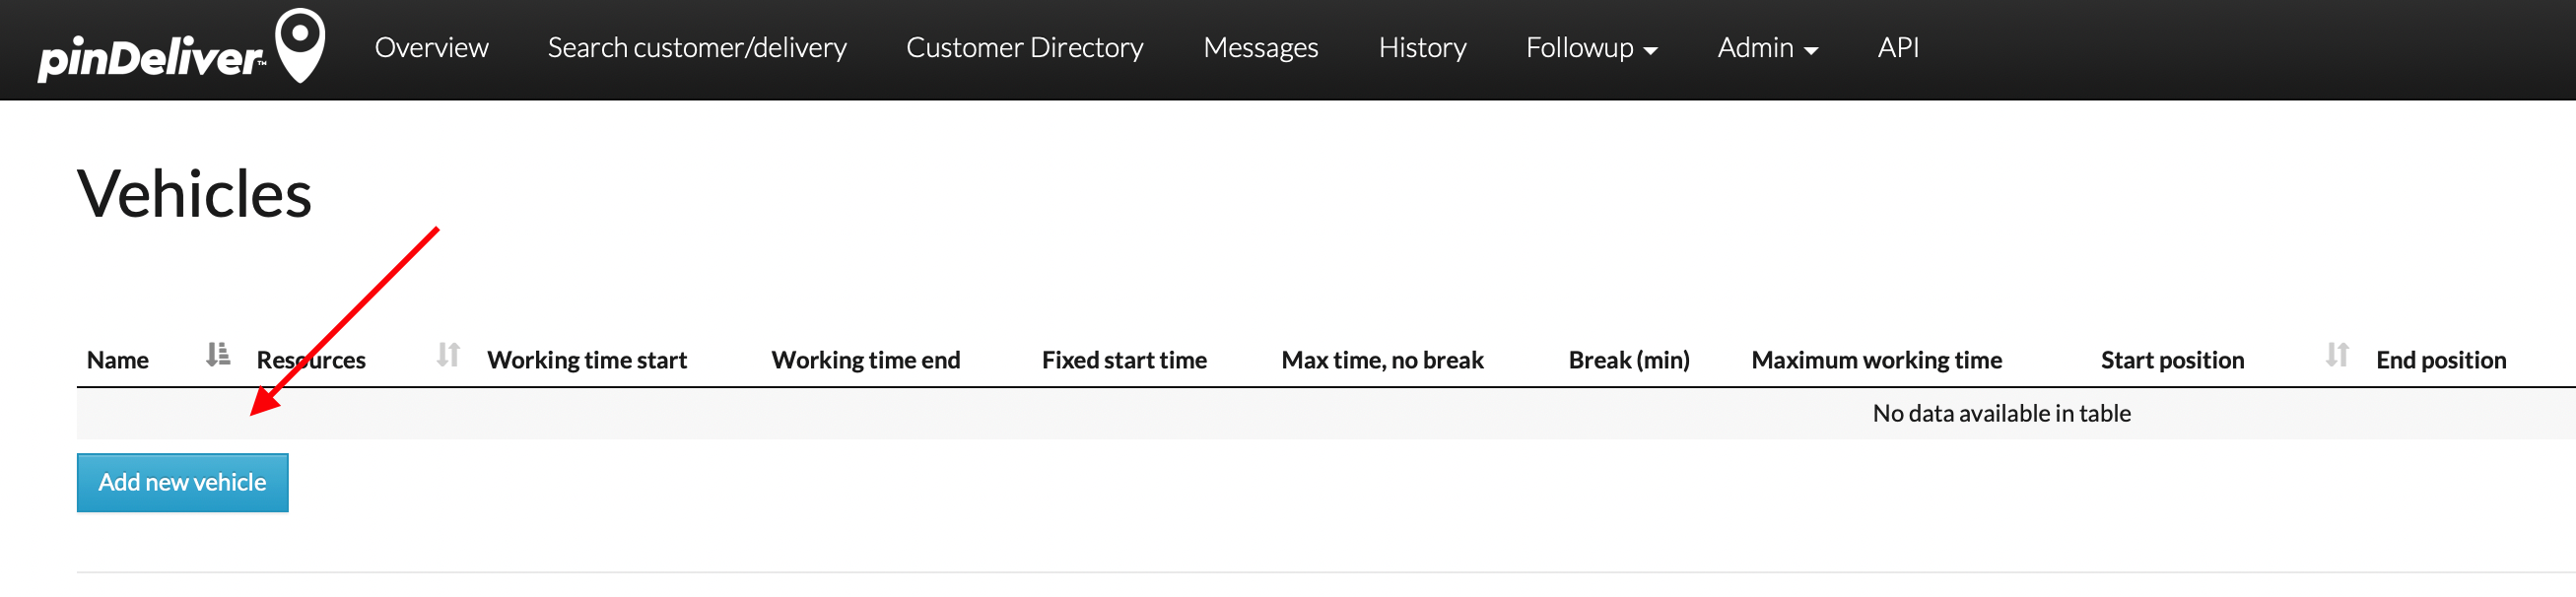 pinDeliver™ Overview Search customer/delivery Customer Directory Messages History Followup Admin API
Vehicles
Name Resources Working time start Working time end Fixed start time Max time, no break Break (min) Maximum working time Start position End position
No data available in table
Add new vehicle